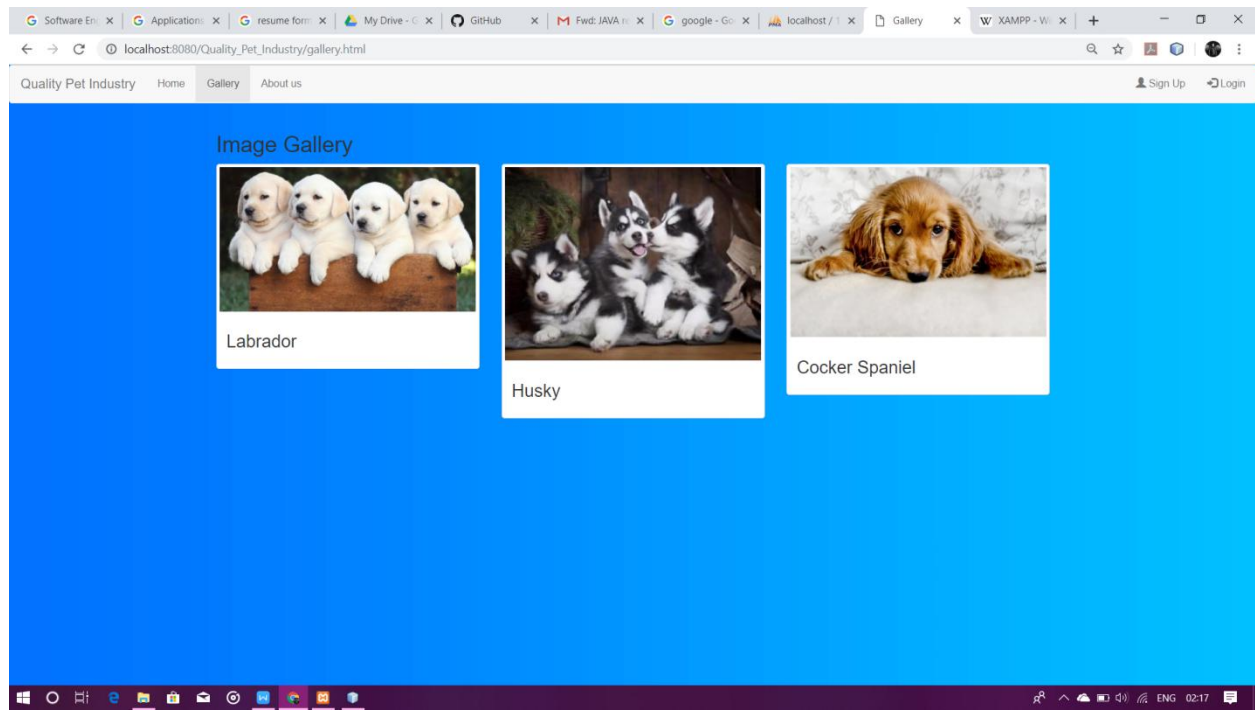 Software En
Applications
resume form
My Drive - G
GitHub
Fwd: JAVA re
google - Go
localhost / 1
Gallery
XAMPP - Wi
localhost:8080/Quality_Pet_Industry/gallery.html
Quality Pet Industry Home Gallery About us Sign Up Login
Image Gallery
Labrador
Husky
Cocker Spaniel
ENG 02:17